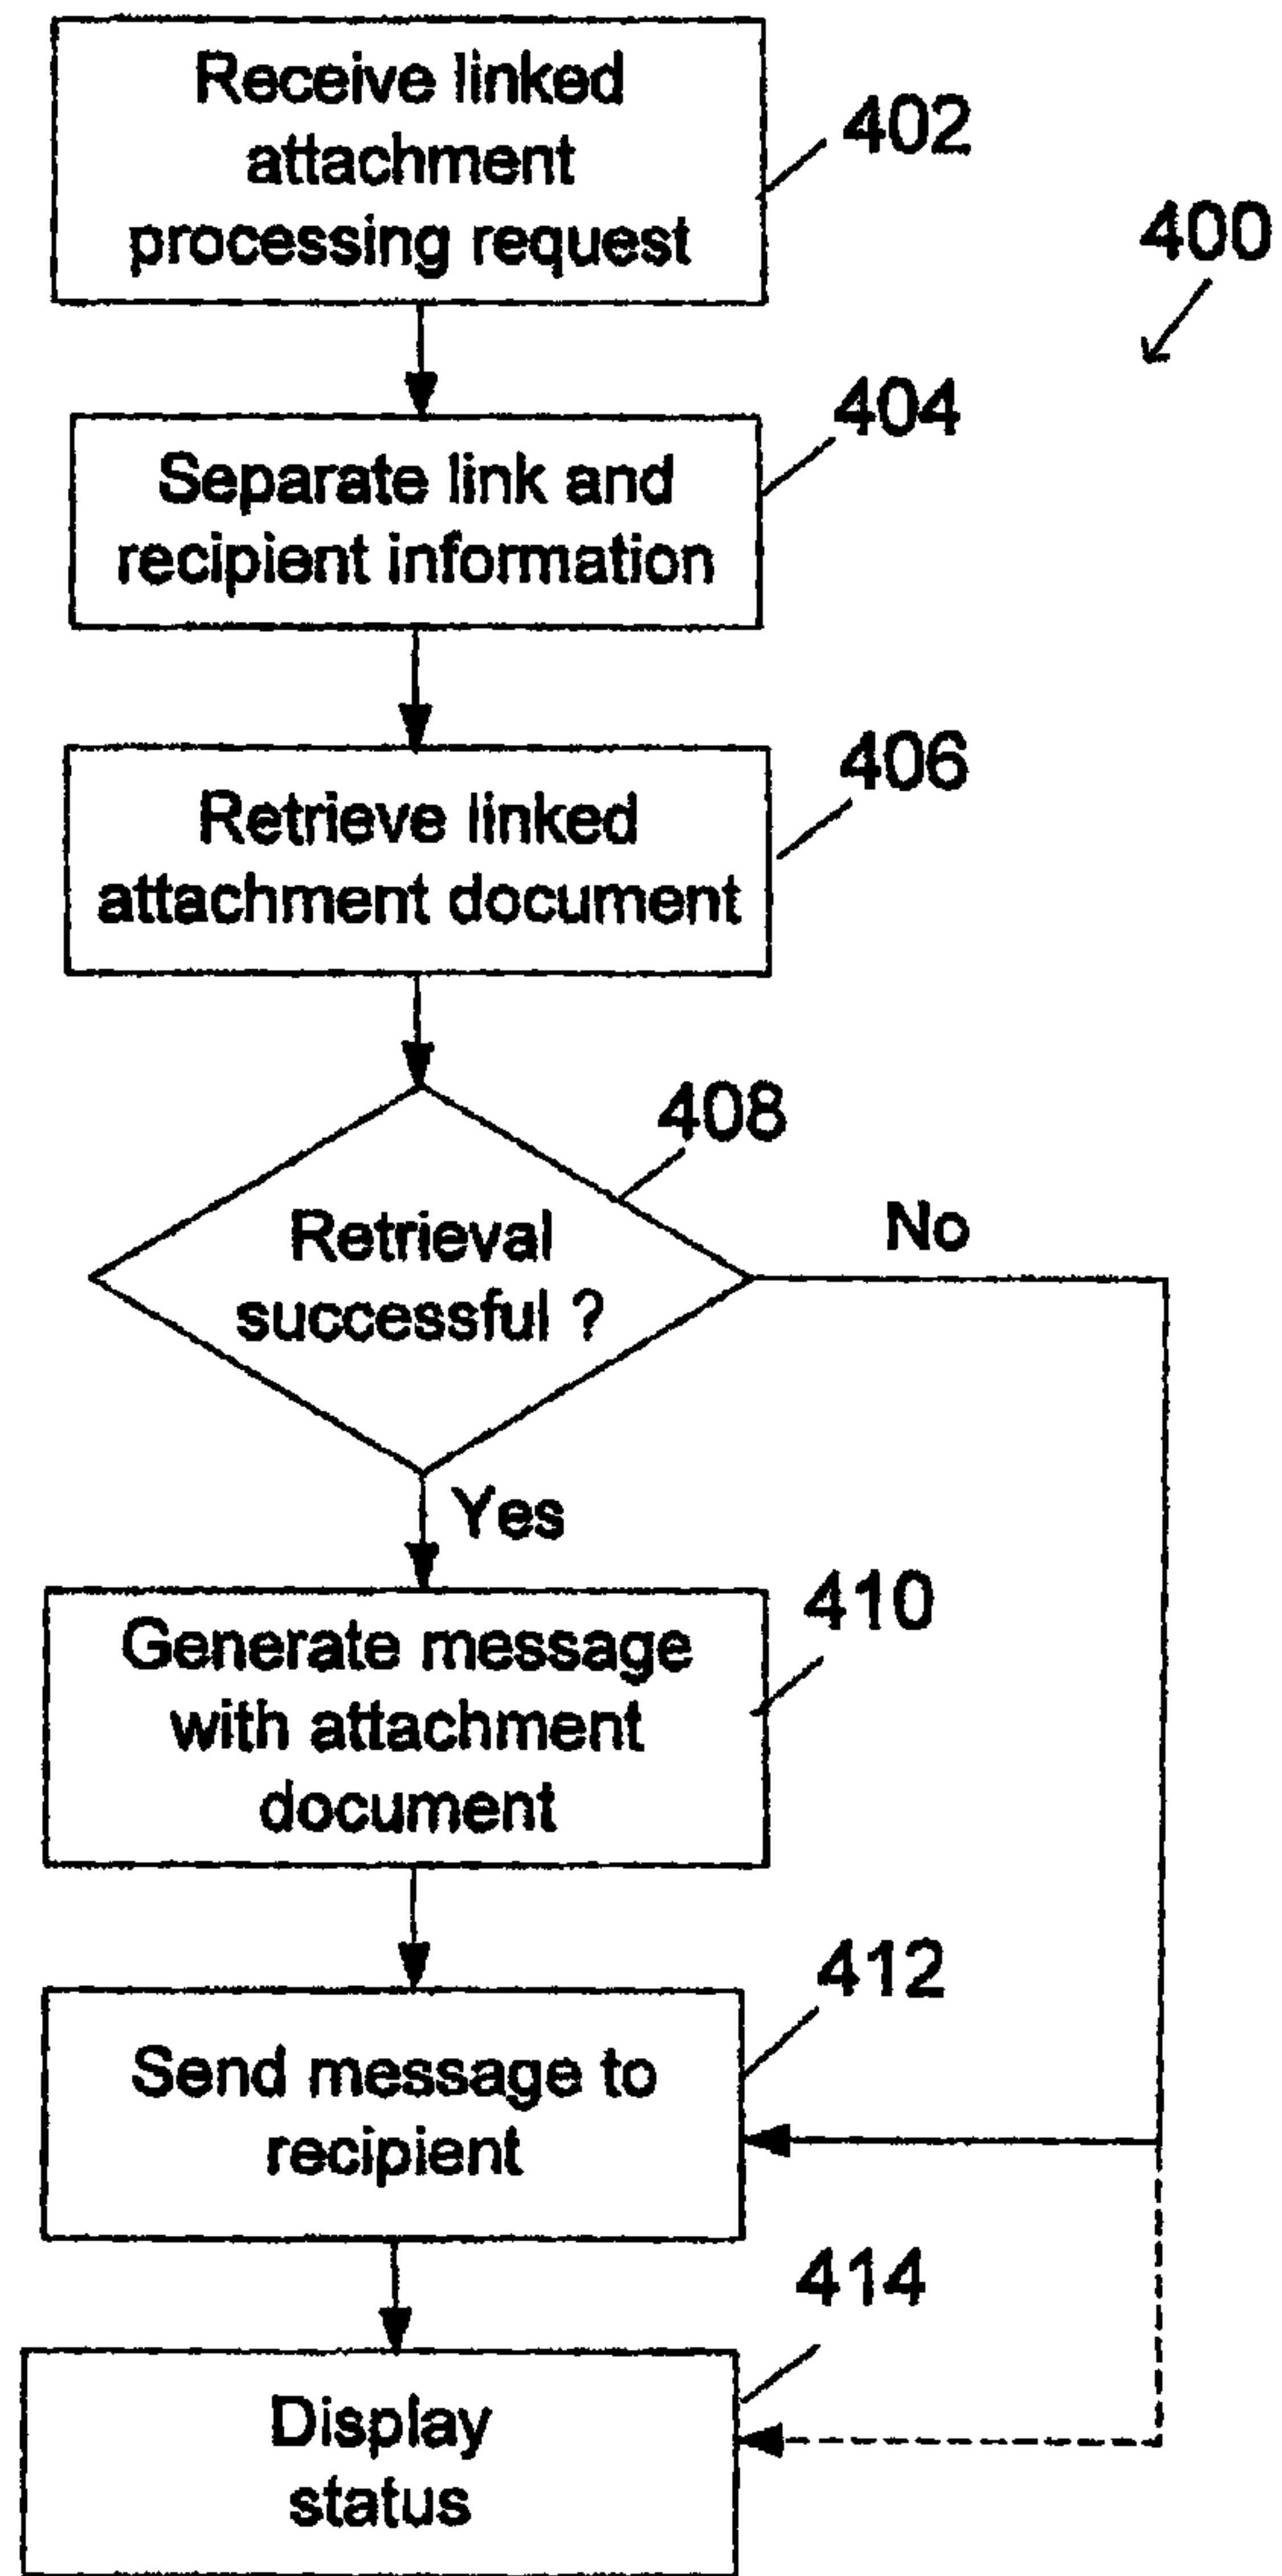 Receive linked
attachment
processing request
402
400
Separate link and
recipient information
404
Retrieve linked
attachment document
406
Retrieval
successful ?
408
No
Yes
Generate message
with attachment
document
410
Send message to
recipient
412
Display
status
414